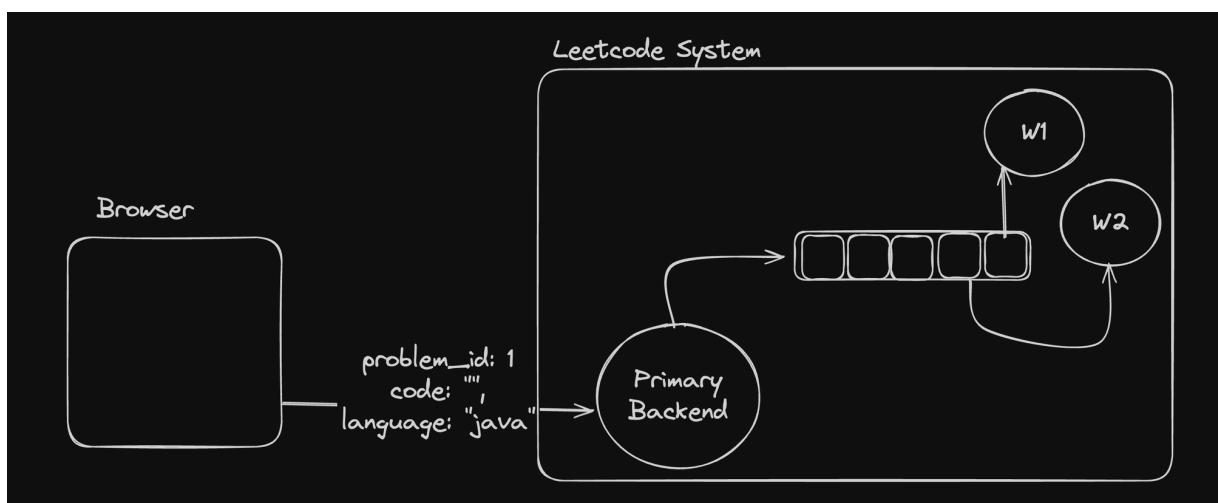 Leetcode System
W1
W2
Browser
problem_id: 1
code: "",
language: "java"
Primary
Backend